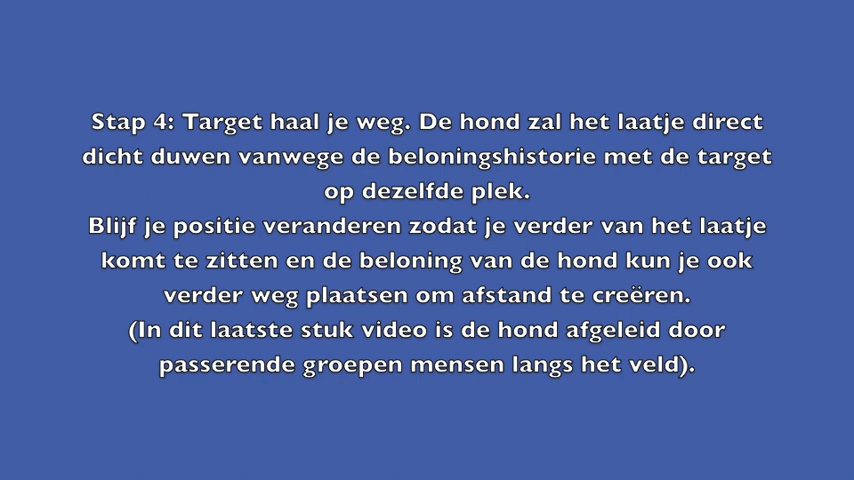 Stap 4: Target haal je weg. De hond zal het laatje direct
dicht duwen vanwege de beloningshistorie met de target
op dezelfde plek.
Blijf je positie veranderen zodat je verder van het laatje
komt te zitten en de beloning van de hond kun je ook
verder weg plaatsen om afstand te creëren.
(In dit laatste stuk video is de hond afgeleid door
passerende groepen mensen langs het veld).